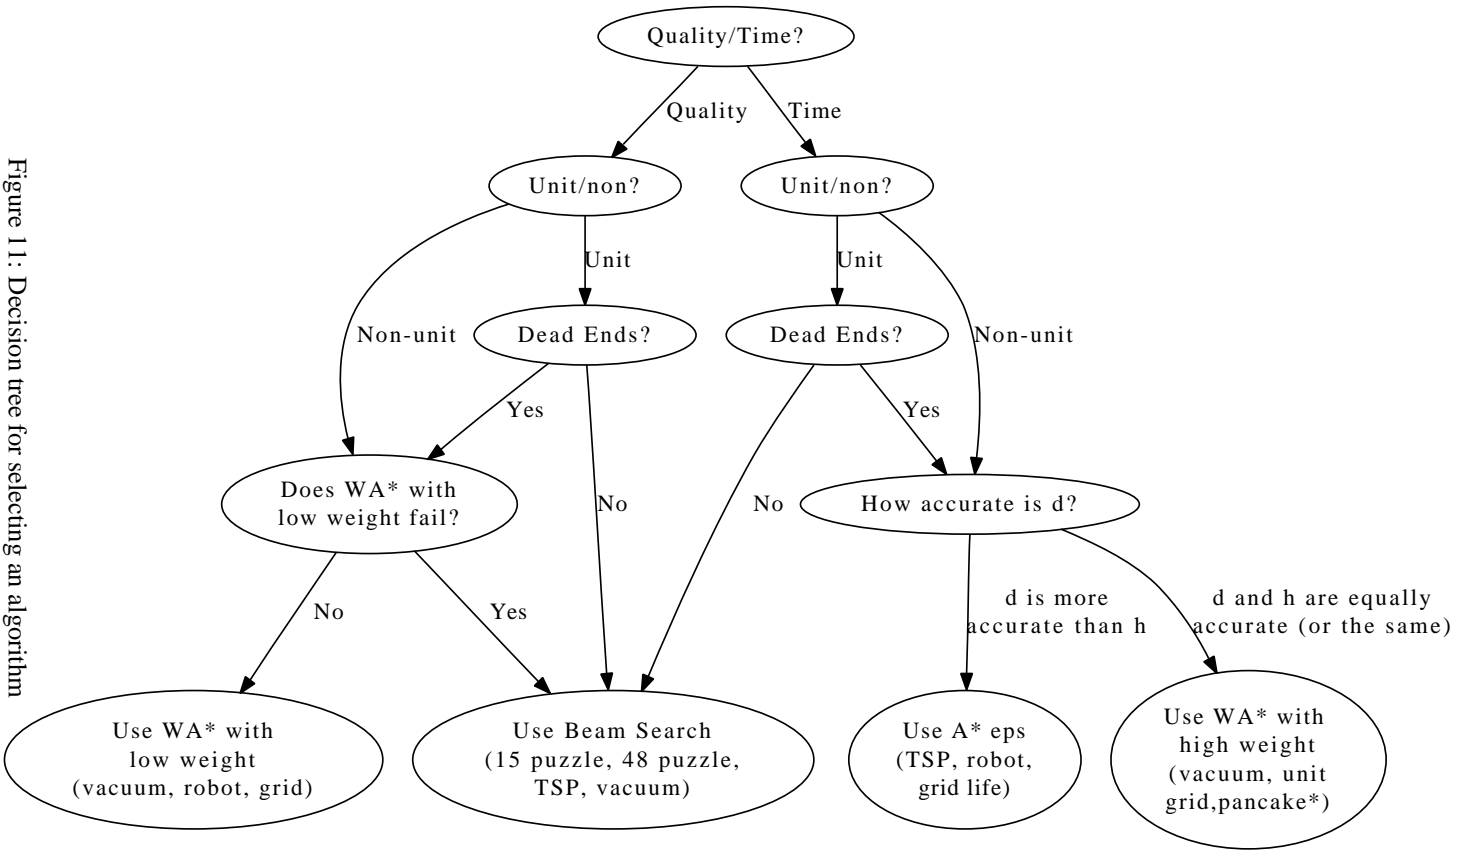 Quality/Time?
Quality
Time
Unit/non?
Unit/non?
Unit
Unit
Non-unit
Dead Ends?
Dead Ends?
Non-unit
Yes
Yes
Does WA* with
low weight fail?
No
No
How accurate is d?
No
Yes
d is more
accurate than h
d and h are equally
accurate (or the same)
Use WA* with
low weight
(vacuum, robot, grid)
Use Beam Search
(15 puzzle, 48 puzzle,
TSP, vacuum)
Use A* eps
(TSP, robot,
grid life)
Use WA* with
high weight
(vacuum, unit
grid,pancake*)
Figure 11: Decision tree for selecting an algorithm